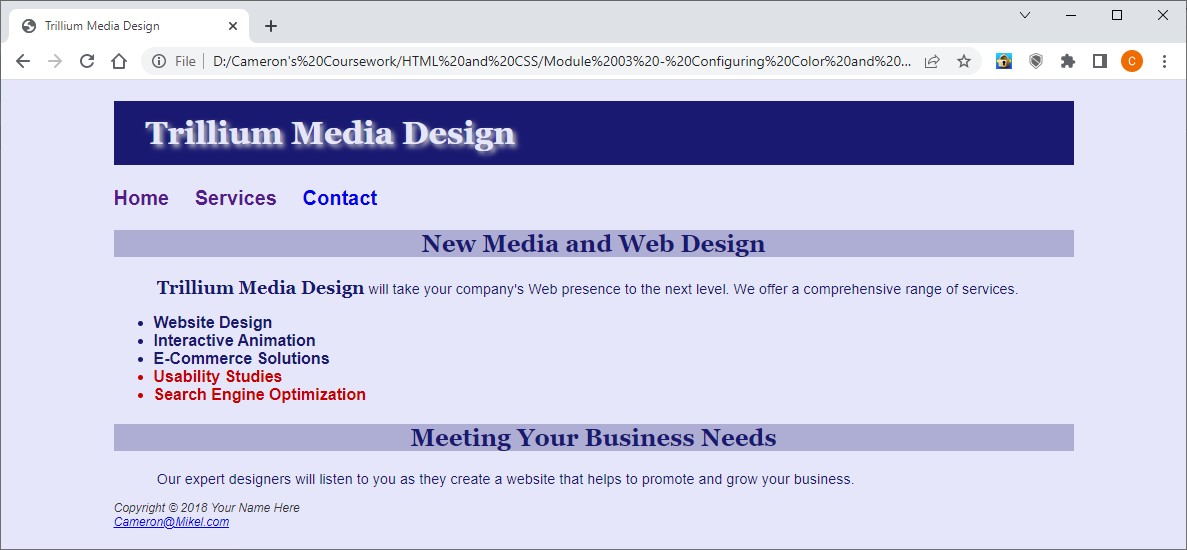 Trillium Media Design
File D:/Cameron's%20Coursework/HTML%20and%20CSS/Module%2003%20-%20Configuring%20Color%20and%20... C
Trillium Media Design
Home Services Contact
New Media and Web Design
Trillium Media Design will take your company's Web presence to the next level. We offer a comprehensive range of services.
• Website Design
• Interactive Animation
• E-Commerce Solutions
• Usability Studies
• Search Engine Optimization
Meeting Your Business Needs
Our expert designers will listen to you as they create a website that helps to promote and grow your business.
Copyright © 2018 Your Name Here
Cameron@Mikel.com